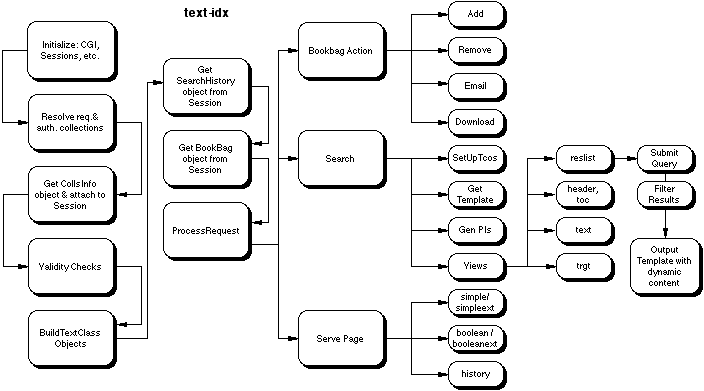 text-idx
Initialize: CGI,
Sessions, etc.
Resolve req.&
auth. collections
Get CollsInfo
object & attach to
Session
Validity Checks
BuildTextClass
Objects
Get
SearchHistory
object from
Session
Get BookBag
object from
Session
ProcessRequest
Bookbag Action
Search
Serve Page
Add
Remove
Email
Download
SetUpTcos
Get
Template
Gen PIs
Views
simple/
simpleext
boolean /
booleanext
history
reslist
header,
toc
text
trgt
Submit
Query
Filter
Results
Output
Template with
dynamic
content